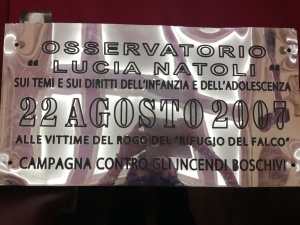 OSSERVATORIO
"LUCIA NATOLI"
SUI TEMI E SUI DIRITTI DELL'INFANZIA E DELL'ADOLESCENZA
22 AGOSTO 2007
ALLE VITTIME DEL ROGO DEL "RIFUGIO DEL FALCO"
CAMPAGNA CONTRO GLI INCENDI BOSCHIVI